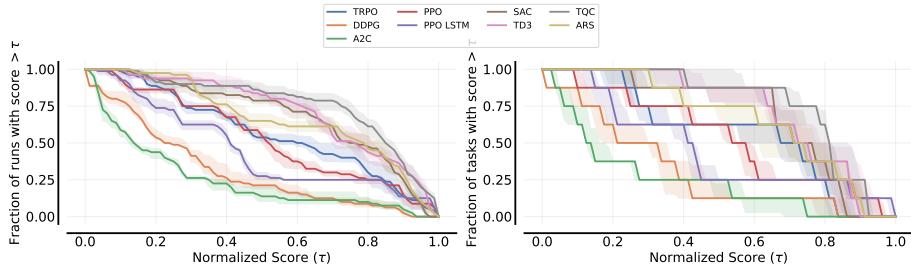 TRPO PPO SAC TQC
DDPG PPO LSTM TD3 ARS
A2C
Fraction of runs with score > τ
1.00
0.75
0.50
0.25
0.00
0.0 0.2 0.4 0.6 0.8 1.0
Normalized Score (τ)
Fraction of tasks with score > τ
1.00
0.75
0.50
0.25
0.00
0.0 0.2 0.4 0.6 0.8 1.0
Normalized Score (τ)